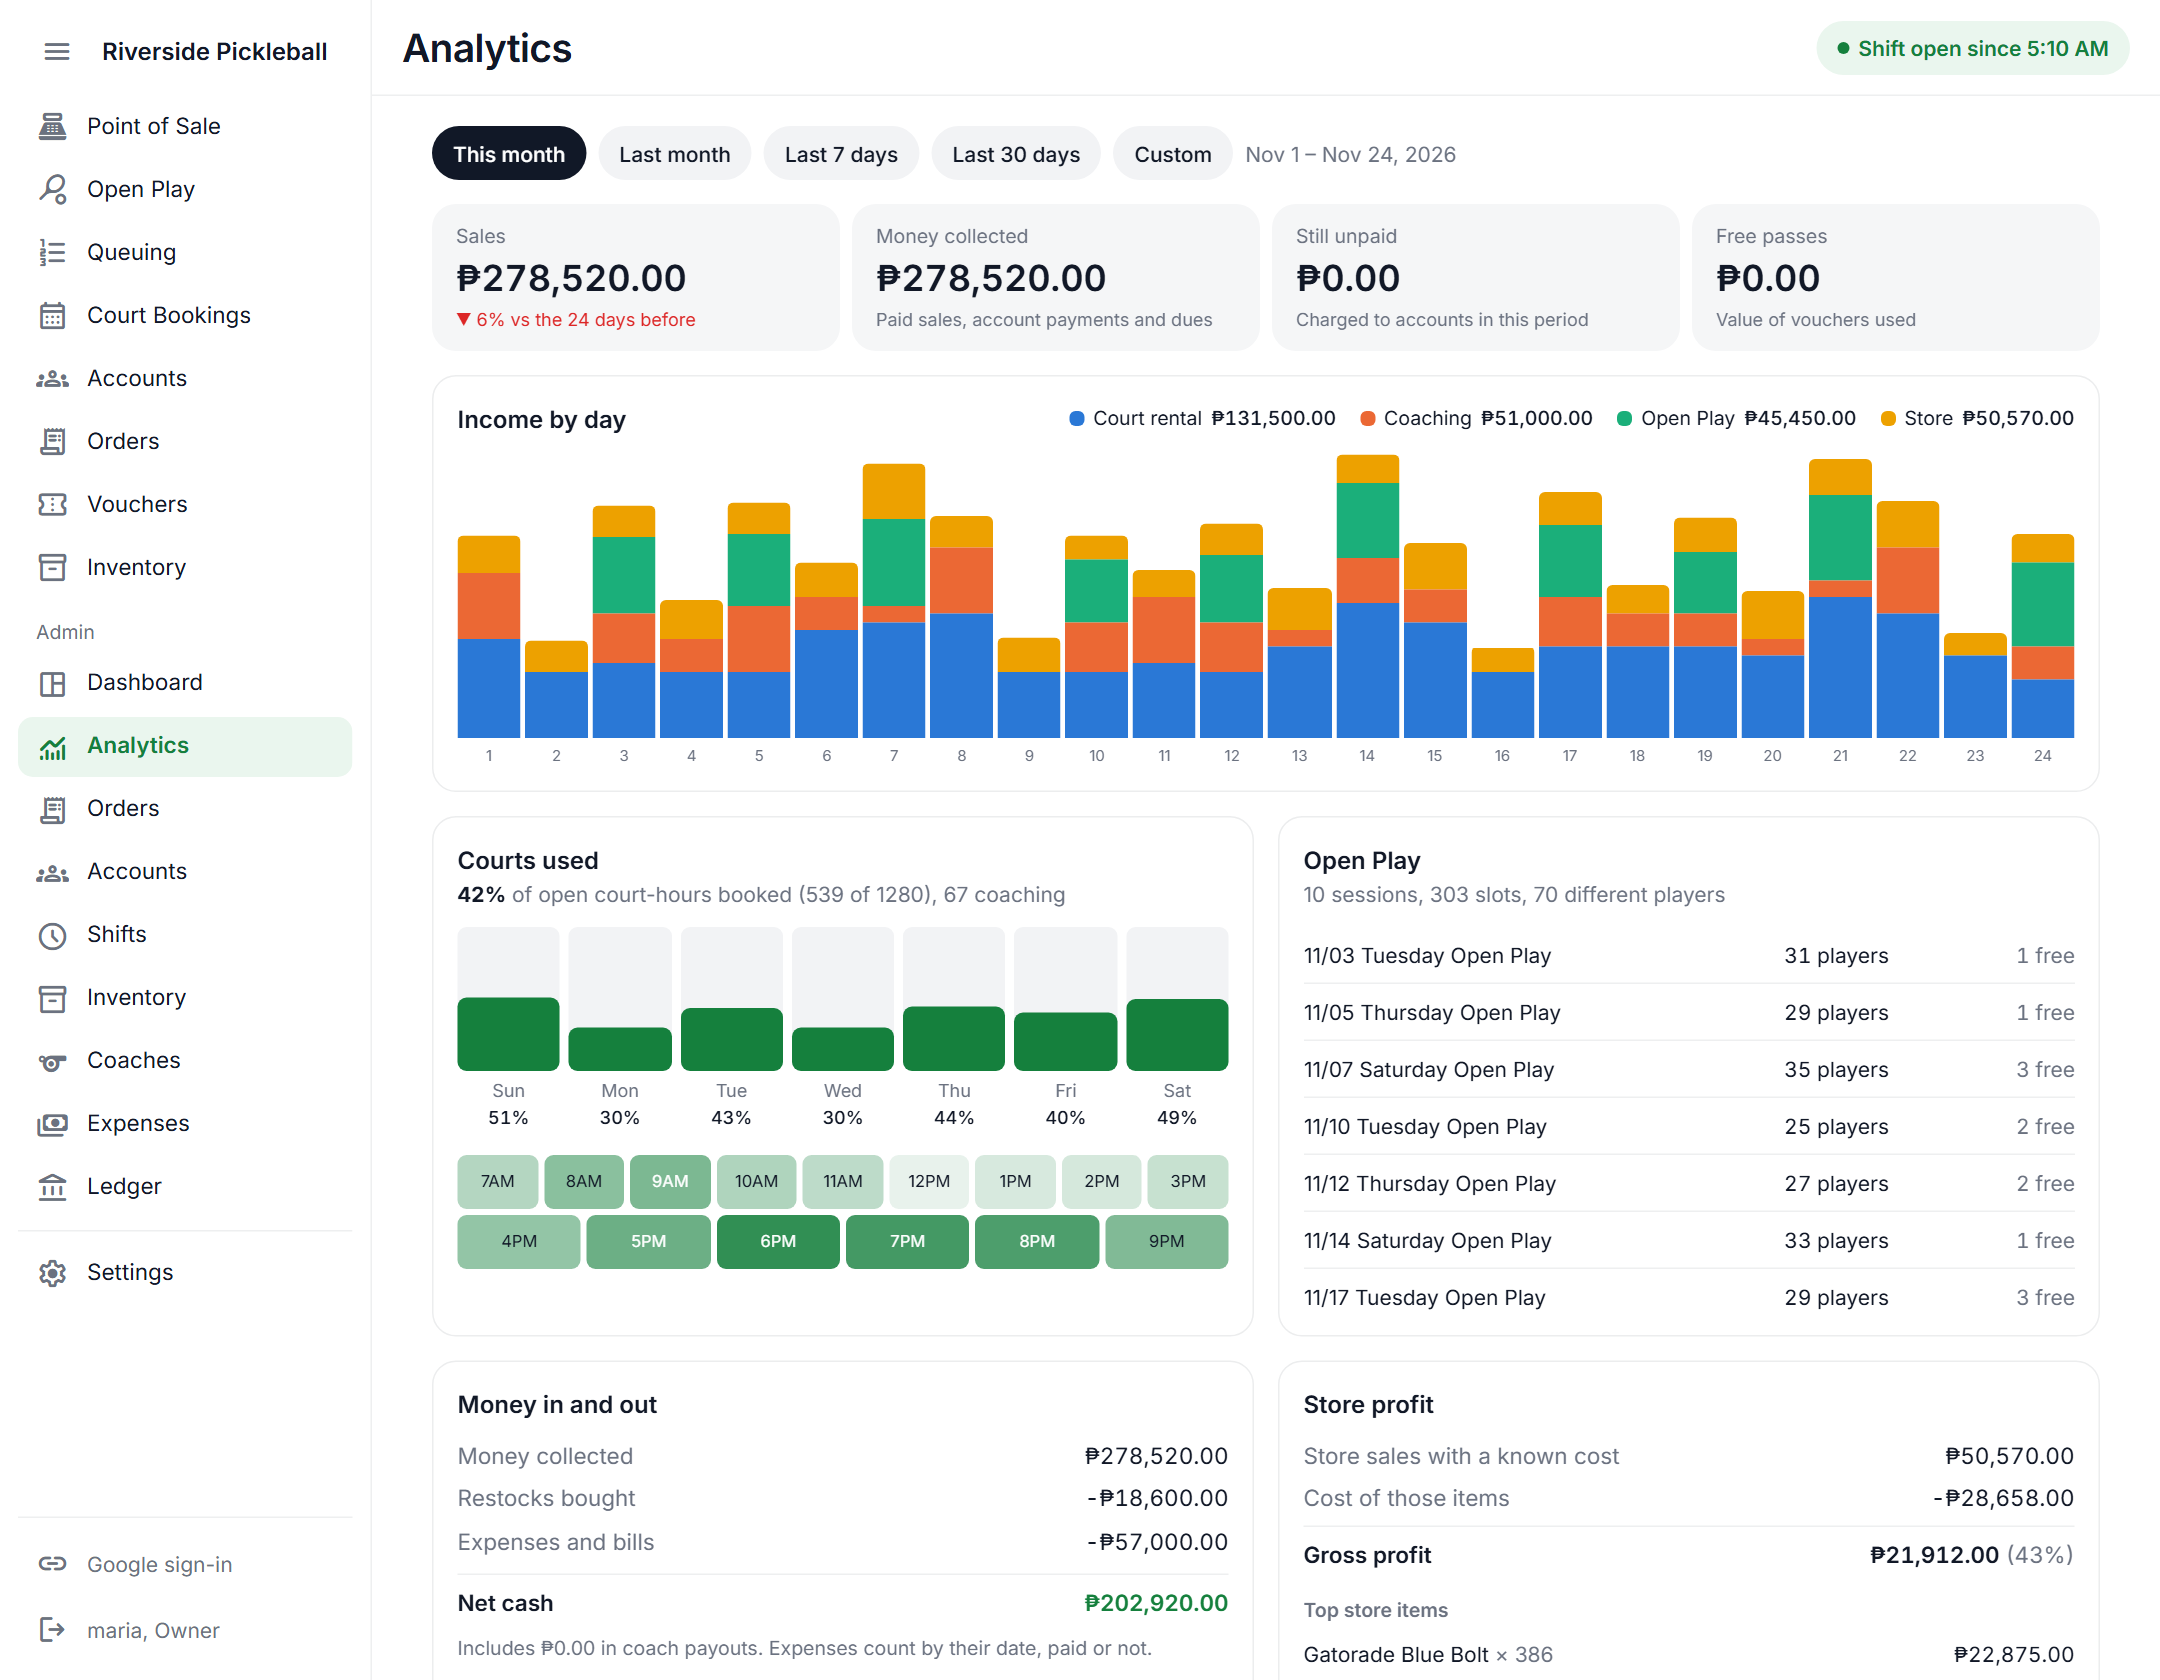 Riverside Pickleball
Point of Sale
Open Play
Queuing
Court Bookings
Accounts
Orders
Vouchers
Inventory
Admin
Dashboard
Analytics
Orders
Accounts
Shifts
Inventory
Coaches
Expenses
Ledger
Settings
Google sign-in
maria, Owner
Analytics
Shift open since 5:10 AM
This month Last month Last 7 days Last 30 days Custom Nov 1 – Nov 24, 2026
Sales
₱278,520.00
▼ 6% vs the 24 days before
Money collected
₱278,520.00
Paid sales, account payments and dues
Still unpaid
₱0.00
Charged to accounts in this period
Free passes
₱0.00
Value of vouchers used
Income by day
Court rental ₱131,500.00 Coaching ₱51,000.00 Open Play ₱45,450.00 Store ₱50,570.00
1 2 3 4 5 6 7 8 9 10 11 12 13 14 15 16 17 18 19 20 21 22 23 24
Courts used
42% of open court-hours booked (539 of 1280), 67 coaching
Sun Mon Tue Wed Thu Fri Sat
51% 30% 43% 30% 44% 40% 49%
7AM 8AM 9AM 10AM 11AM 12PM 1PM 2PM 3PM
4PM 5PM 6PM 7PM 8PM 9PM
Open Play
10 sessions, 303 slots, 70 different players
11/03 Tuesday Open Play 31 players 1 free
11/05 Thursday Open Play 29 players 1 free
11/07 Saturday Open Play 35 players 3 free
11/10 Tuesday Open Play 25 players 2 free
11/12 Thursday Open Play 27 players 2 free
11/14 Saturday Open Play 33 players 1 free
11/17 Tuesday Open Play 29 players 3 free
Money in and out
Money collected ₱278,520.00
Restocks bought -₱18,600.00
Expenses and bills -₱57,000.00
Net cash ₱202,920.00
Includes ₱0.00 in coach payouts. Expenses count by their date, paid or not.
Store profit
Store sales with a known cost ₱50,570.00
Cost of those items -₱28,658.00
Gross profit ₱21,912.00 (43%)
Top store items
Gatorade Blue Bolt × 386 ₱22,875.00